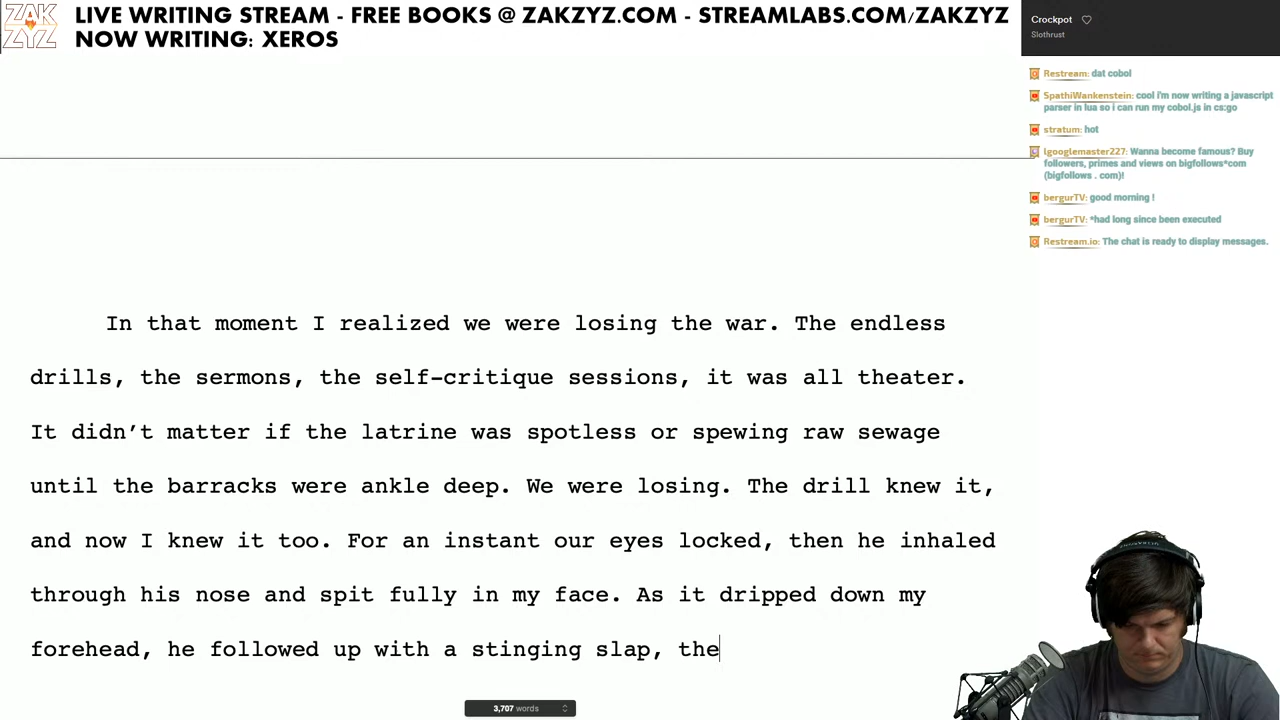 ZAK
ZYZ
LIVE WRITING STREAM - FREE BOOKS @ ZAKZYZ.COM - STREAMLABS.COM/ZAKZYZ
NOW WRITING: XEROS
Crockpot
Slothrust
Restream: dat cobol
SpathiWankenstein: cool i'm now writing a javascript
parser in lua so i can run my cobol.js in cs:go
stratum: hot
lgooglemaster227: Wanna become famous? Buy
followers, primes and views on bigfollows*com
(bigfollows . com)!
bergurTV: good morning !
bergurTV: *had long since been executed
Restream.io: The chat is ready to display messages.
In that moment I realized we were losing the war. The endless
drills, the sermons, the self-critique sessions, it was all theater.
It didn’t matter if the latrine was spotless or spewing raw sewage
until the barracks were ankle deep. We were losing. The drill knew it,
and now I knew it too. For an instant our eyes locked, then he inhaled
through his nose and spit fully in my face. As it dripped down my
forehead, he followed up with a stinging slap, the
3,707 words